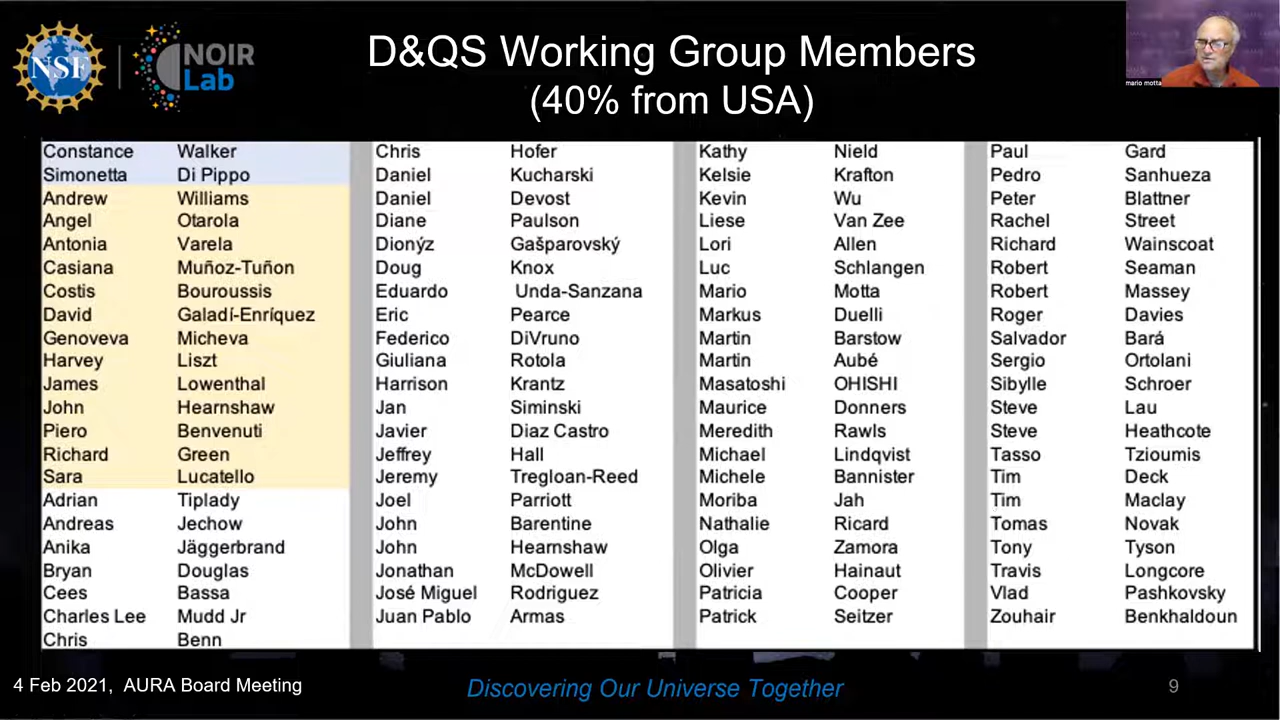 NSF
NOIR
Lab
D&QS Working Group Members
(40% from USA)
mario motta
Constance Walker
Simonetta Di Pippo
Andrew Williams
Angel Otarola
Antonia Varela
Casiana Muñoz-Tuñon
Costis Bouroussis
David Galadí-Enríquez
Genoveva Micheva
Harvey Liszt
James Lowenthal
John Hearnshaw
Piero Benvenuti
Richard Green
Sara Lucatello
Adrian Tiplady
Andreas Jechow
Anika Jäggerbrand
Bryan Douglas
Cees Bassa
Charles Lee Mudd Jr
Chris Benn
Chris Hofer
Daniel Kucharski
Daniel Devost
Diane Paulson
Dionýz Gašparovský
Doug Knox
Eduardo Unda-Sanzana
Eric Pearce
Federico DiVruno
Giuliana Rotola
Harrison Krantz
Jan Siminski
Javier Diaz Castro
Jeffrey Hall
Jeremy Tregloan-Reed
Joel Parriott
John Barentine
John Hearnshaw
Jonathan McDowell
José Miguel Rodriguez
Juan Pablo Armas
Kathy Nield
Kelsie Krafton
Kevin Wu
Liese Van Zee
Lori Allen
Luc Schlangen
Mario Motta
Markus Duelli
Martin Barstow
Martin Aubé
Masatoshi OHISHI
Maurice Donners
Meredith Rawls
Michael Lindqvist
Michele Bannister
Moriba Jah
Nathalie Ricard
Olga Zamora
Olivier Hainaut
Patricia Cooper
Patrick Seitzer
Paul Gard
Pedro Sanhueza
Peter Blattner
Rachel Street
Richard Wainscoat
Robert Seaman
Robert Massey
Roger Davies
Salvador Bará
Sergio Ortolani
Sibylle Schroer
Steve Lau
Steve Heathcote
Tasso Tzioumis
Tim Deck
Tim Maclay
Tomas Novak
Tony Tyson
Travis Longcore
Vlad Pashkovsky
Zouhair Benkhaldoun
4 Feb 2021, AURA Board Meeting
Discovering Our Universe Together
9